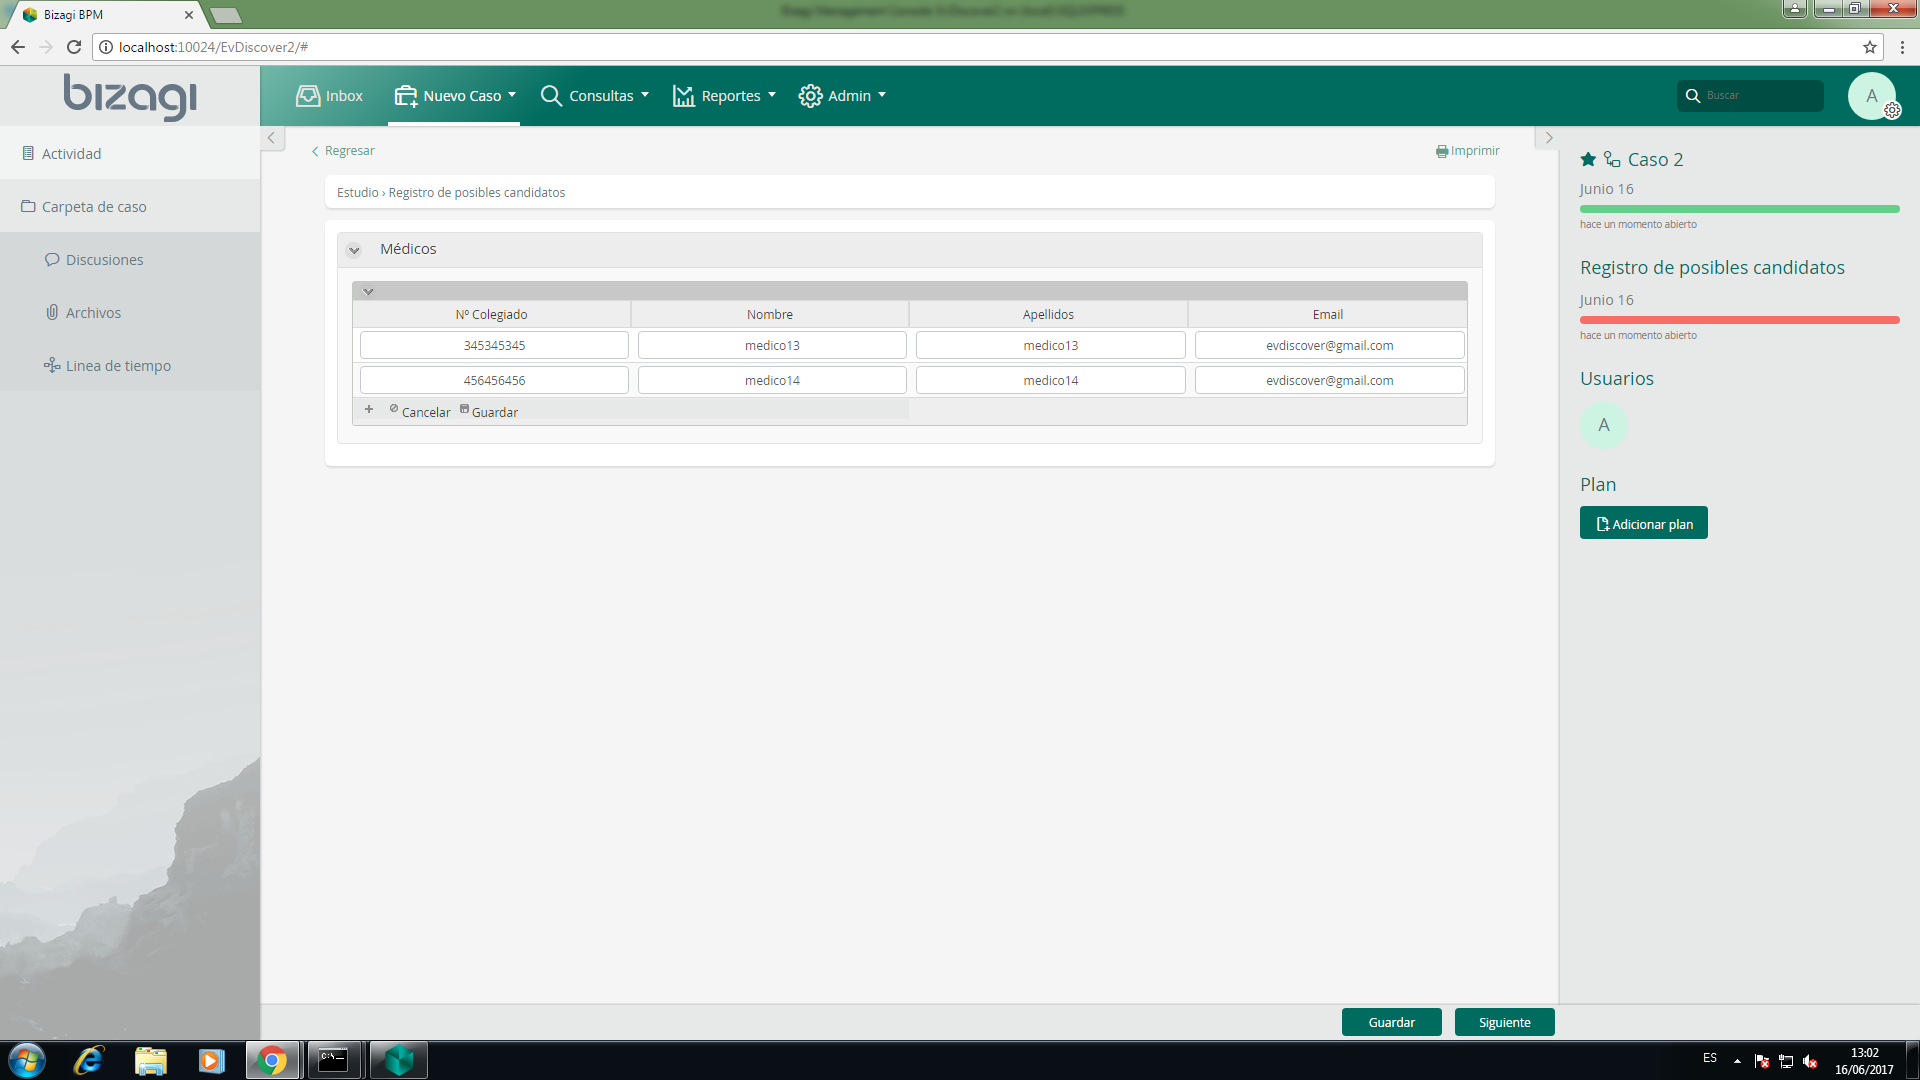 Bizagi BPM
localhost:10024/EvDiscover2/#
bizagi
Inbox
Nuevo Caso
Consultas
Reportes
Admin
Buscar
A
Actividad
Carpeta de caso
Discusiones
Archivos
Linea de tiempo
Regresar
Imprimir
Estudio › Registro de posibles candidatos
Médicos
Nº Colegiado Nombre Apellidos Email
345345345 medico13 medico13 evdiscover@gmail.com
456456456 medico14 medico14 evdiscover@gmail.com
+ Cancelar Guardar
Caso 2
Junio 16
hace un momento abierto
Registro de posibles candidatos
Junio 16
hace un momento abierto
Usuarios
A
Plan
Adicionar plan
Guardar
Siguiente
C:\
ES
13:02
16/06/2017